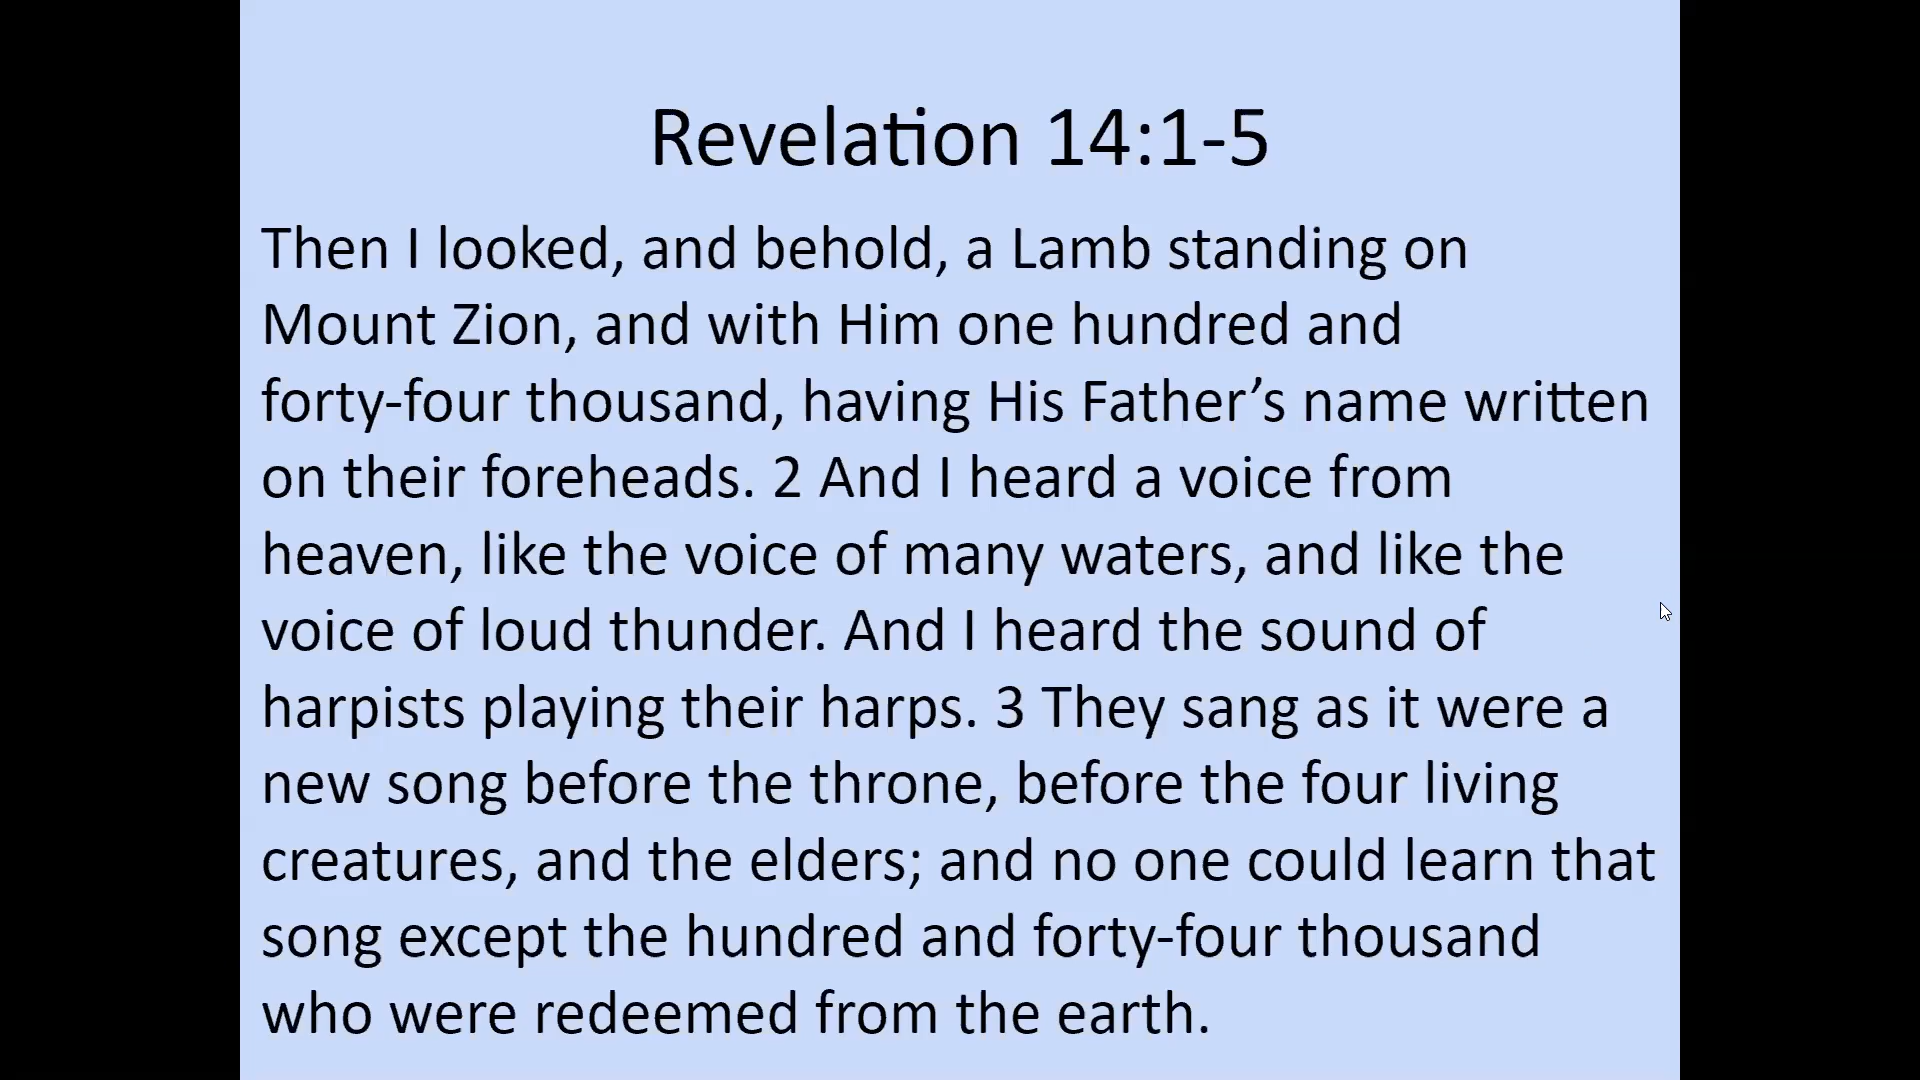 Revelation 14:1-5
Then I looked, and behold, a Lamb standing on
Mount Zion, and with Him one hundred and
forty-four thousand, having His Father’s name written
on their foreheads. 2 And I heard a voice from
heaven, like the voice of many waters, and like the
voice of loud thunder. And I heard the sound of
harpists playing their harps. 3 They sang as it were a
new song before the throne, before the four living
creatures, and the elders; and no one could learn that
song except the hundred and forty-four thousand
who were redeemed from the earth.